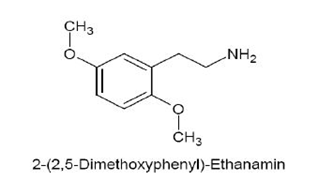 CH₃
O
NH₂
O
CH₃
2-(2,5-Dimethoxyphenyl)-Ethanamin